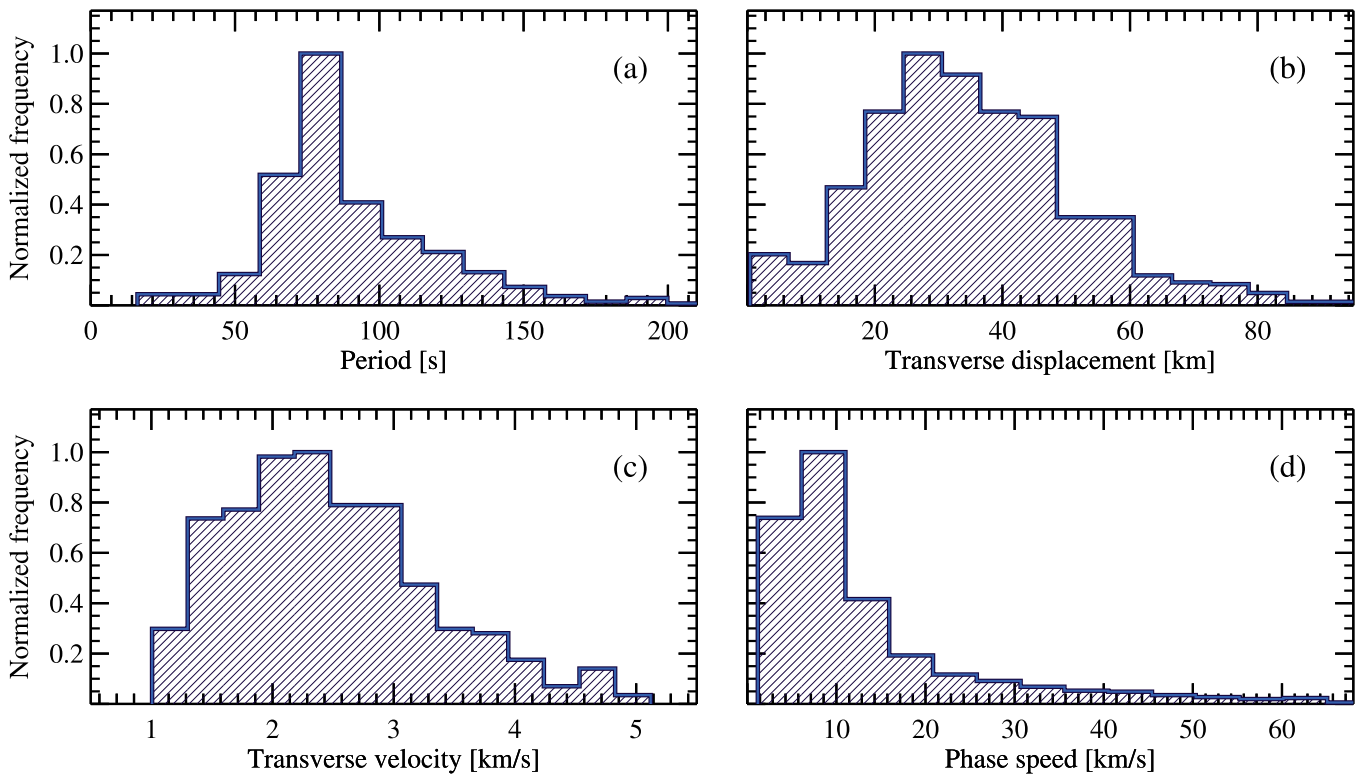 (a)
Normalized frequency
1.0
0.8
0.6
0.4
0.2
0 50 100 150 200
Period [s]
(b)
20 40 60 80
Transverse displacement [km]
(c)
Normalized frequency
1.0
0.8
0.6
0.4
0.2
1 2 3 4 5
Transverse velocity [km/s]
(d)
10 20 30 40 50 60
Phase speed [km/s]